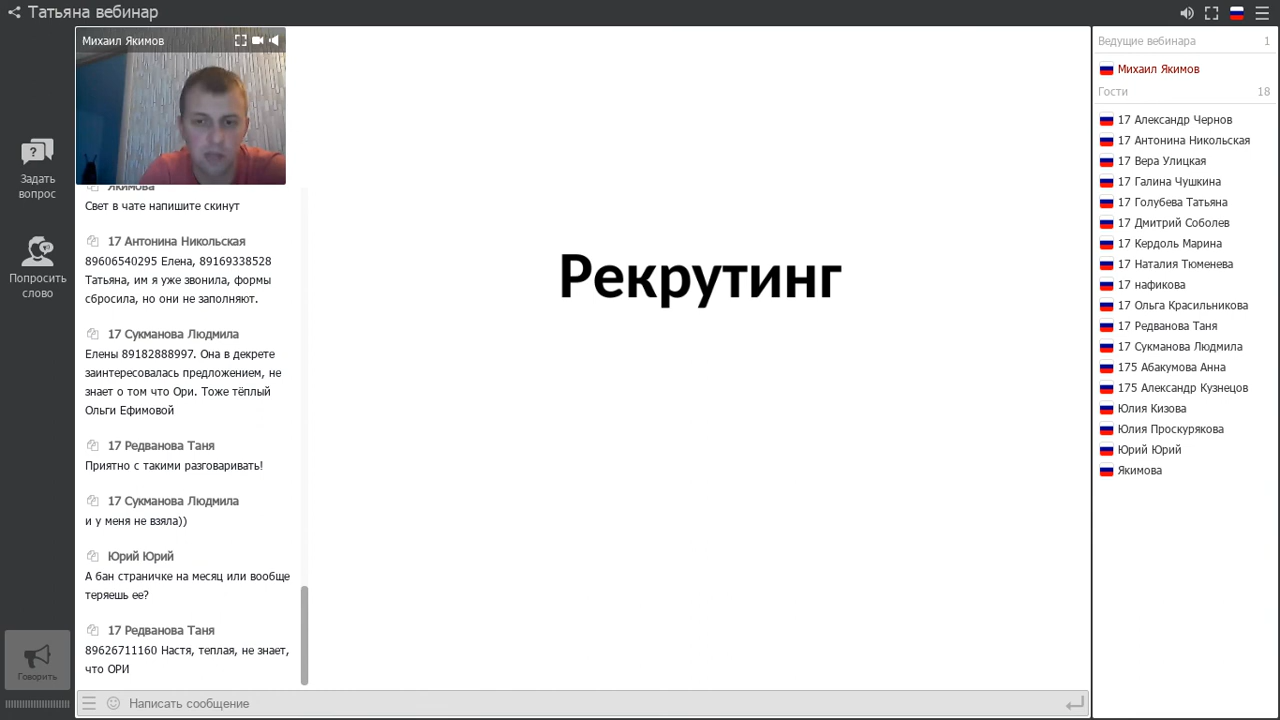 Татьяна вебинар
Задать
вопрос
Попросить
слово
Говорить
Михаил Якимов
Якимова
Свет в чате напишите скинут
17 Антонина Никольская
89606540295 Елена, 89169338528
Татьяна, им я уже звонила, формы
сбросила, но они не заполняют.
17 Сукманова Людмила
Елены 89182888997. Она в декрете
заинтересовалась предложением, не
знает о том что Ори. Тоже тёплый
Ольги Ефимовой
17 Редванова Таня
Приятно с такими разговаривать!
17 Сукманова Людмила
и у меня не взяла))
Юрий Юрий
А бан страничке на месяц или вообще
теряешь ее?
17 Редванова Таня
89626711160 Настя, теплая, не знает,
что ОРИ
Написать сообщение
Рекрутинг
Ведущие вебинара 1
Михаил Якимов
Гости 18
17 Александр Чернов
17 Антонина Никольская
17 Вера Улицкая
17 Галина Чушкина
17 Голубева Татьяна
17 Дмитрий Соболев
17 Кердоль Марина
17 Наталия Тюменева
17 нафикова
17 Ольга Красильникова
17 Редванова Таня
17 Сукманова Людмила
175 Абакумова Анна
175 Александр Кузнецов
Юлия Кизова
Юлия Проскурякова
Юрий Юрий
Якимова